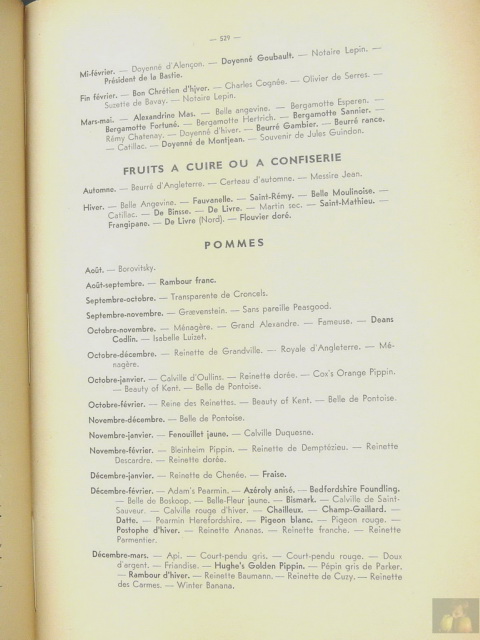 — 529 —
Mi-février. — Doyenné d'Alençon. — Doyenné Goubault. — Notaire Lepin. —
Président de la Bastie.
Fin février. — Bon Chrétien d'hiver. — Charles Cognée. — Olivier de Serres. —
Suzette de Bavay. — Notaire Lepin.
Mars-mai. — Alexandrine Mas. — Belle angevine. — Bergamotte Esperen. —
Bergamotte Fortuné. — Bergamotte Hertrich. — Bergamotte Sannier. —
Rémy Chatenay. — Doyenné d'hiver. — Beurré Gambier. — Beurré rance.
— Catillac. — Doyenné de Montjean. — Souvenir de Jules Guindon.
FRUITS A CUIRE OU A CONFISERIE
Automne. — Beurré d'Angleterre. — Certeau d'automne. — Messire Jean.
Hiver. — Belle Angevine. — Fauvanelle. — Saint-Rémy. — Belle Moulinoise. —
Catillac. — De Binsse. — De Livre. — Martin sec. — Saint-Mathieu. —
Frangipane. — De Livre (Nord). — Flouvier doré.
POMMES
Août. — Borovitsky.
Août-septembre. — Rambour franc.
Septembre-octobre. — Transparente de Croncels.
Septembre-novembre. — Grœvenstein. — Sans pareille Peasgood.
Octobre-novembre. — Ménagère. — Grand Alexandre. — Fameuse. — Deans
Codlin. — Isabelle Luizet.
Octobre-décembre. — Reinette de Grandville. — Royale d'Angleterre. — Mé-
nagère.
Octobre-janvier. — Calville d'Oullins. — Reinette dorée. — Cox's Orange Pippin.
— Beauty of Kent. — Belle de Pontoise.
Octobre-février. — Reine des Reinettes. — Beauty of Kent. — Belle de Pontoise.
Novembre-décembre. — Belle de Pontoise.
Novembre-janvier. — Fenouillet jaune. — Calville Duquesne.
Novembre-février. — Bleinheim Pippin. — Reinette de Demptézieu. — Reinette
Descardre. — Reinette dorée.
Décembre-janvier. — Reinette de Chenée. — Fraise.
Décembre-février. — Adam's Pearmin. — Azéroly anisé. — Bedfordshire Foundling.
— Belle de Boskoop. — Belle-Fleur jaune. — Bismark. — Calville de Saint-
Sauveur. — Calville rouge d'hiver. — Chailleux. — Champ-Gaillard. —
Datte. — Pearmin Herefordshire. — Pigeon blanc. — Pigeon rouge. —
Postophe d'hiver. — Reinette Ananas. — Reinette franche. — Reinette
Parmentier.
Décembre-mars. — Api. — Court-pendu gris. — Court-pendu rouge. — Doux
d'argent. — Friandise. — Hughe's Golden Pippin. — Pépin gris de Parker.
— Rambour d'hiver. — Reinette Baumann. — Reinette de Cuzy. — Reinette
des Carmes. — Winter Banana.